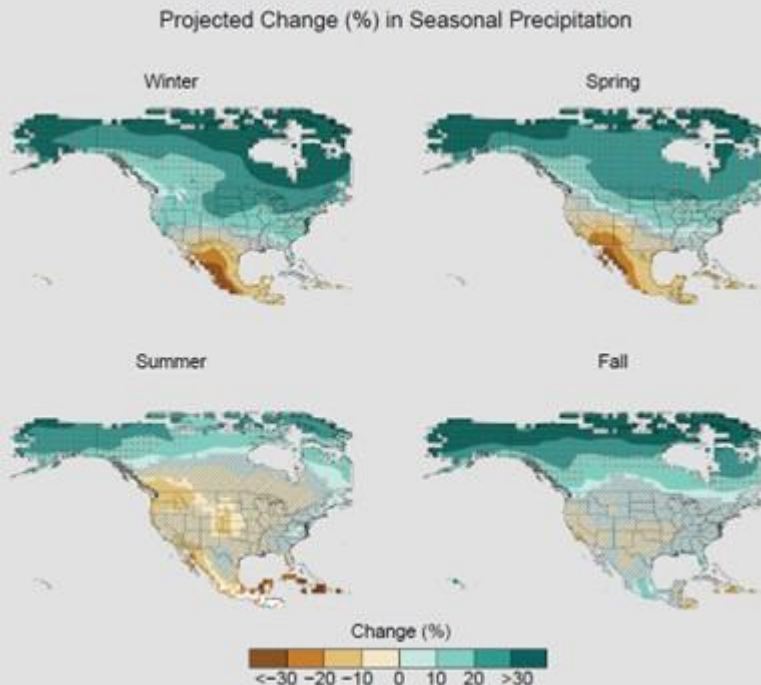 Projected Change (%) in Seasonal Precipitation
Winter
Spring
Summer
Fall
Change (%)
<−30 −20 −10 0 10 20 >30